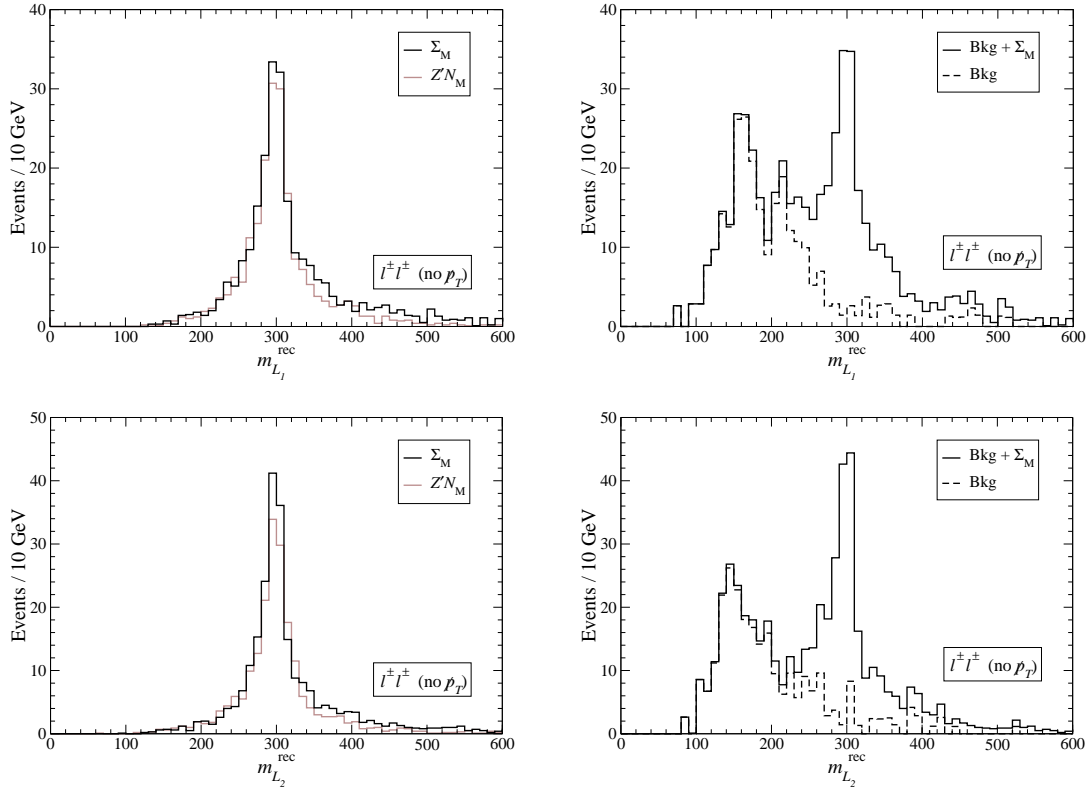 40
30
20
10
0
Events / 10 GeV
Σ_M
Z'N_M
l^± l^± (no p̸_T)
0 100 200 300 400 500 600
m_{L_1}^{rec}
40
30
20
10
0
Events / 10 GeV
Bkg + Σ_M
Bkg
l^± l^± (no p̸_T)
0 100 200 300 400 500 600
m_{L_1}^{rec}
50
40
30
20
10
0
Events / 10 GeV
Σ_M
Z'N_M
l^± l^± (no p̸_T)
0 100 200 300 400 500 600
m_{L_2}^{rec}
50
40
30
20
10
0
Events / 10 GeV
Bkg + Σ_M
Bkg
l^± l^± (no p̸_T)
0 100 200 300 400 500 600
m_{L_2}^{rec}